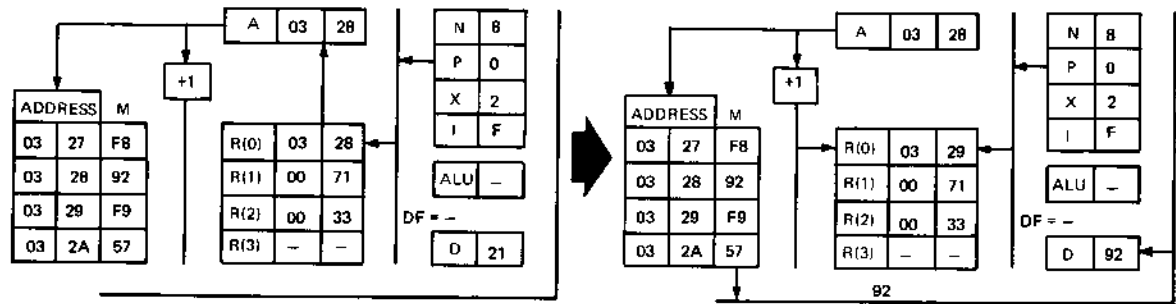 A 03 28
+1
N 8
P 0
X 2
I F
ADDRESS M
03 27 F8
03 28 92
03 29 F9
03 2A 57
R(0) 03 28
R(1) 00 71
R(2) 00 33
R(3) – –
ALU –
DF = –
D 21
A 03 28
+1
N 8
P 0
X 2
I F
ADDRESS M
03 27 F8
03 28 92
03 29 F9
03 2A 57
R(0) 03 29
R(1) 00 71
R(2) 00 33
R(3) – –
ALU –
DF = –
D 92
92